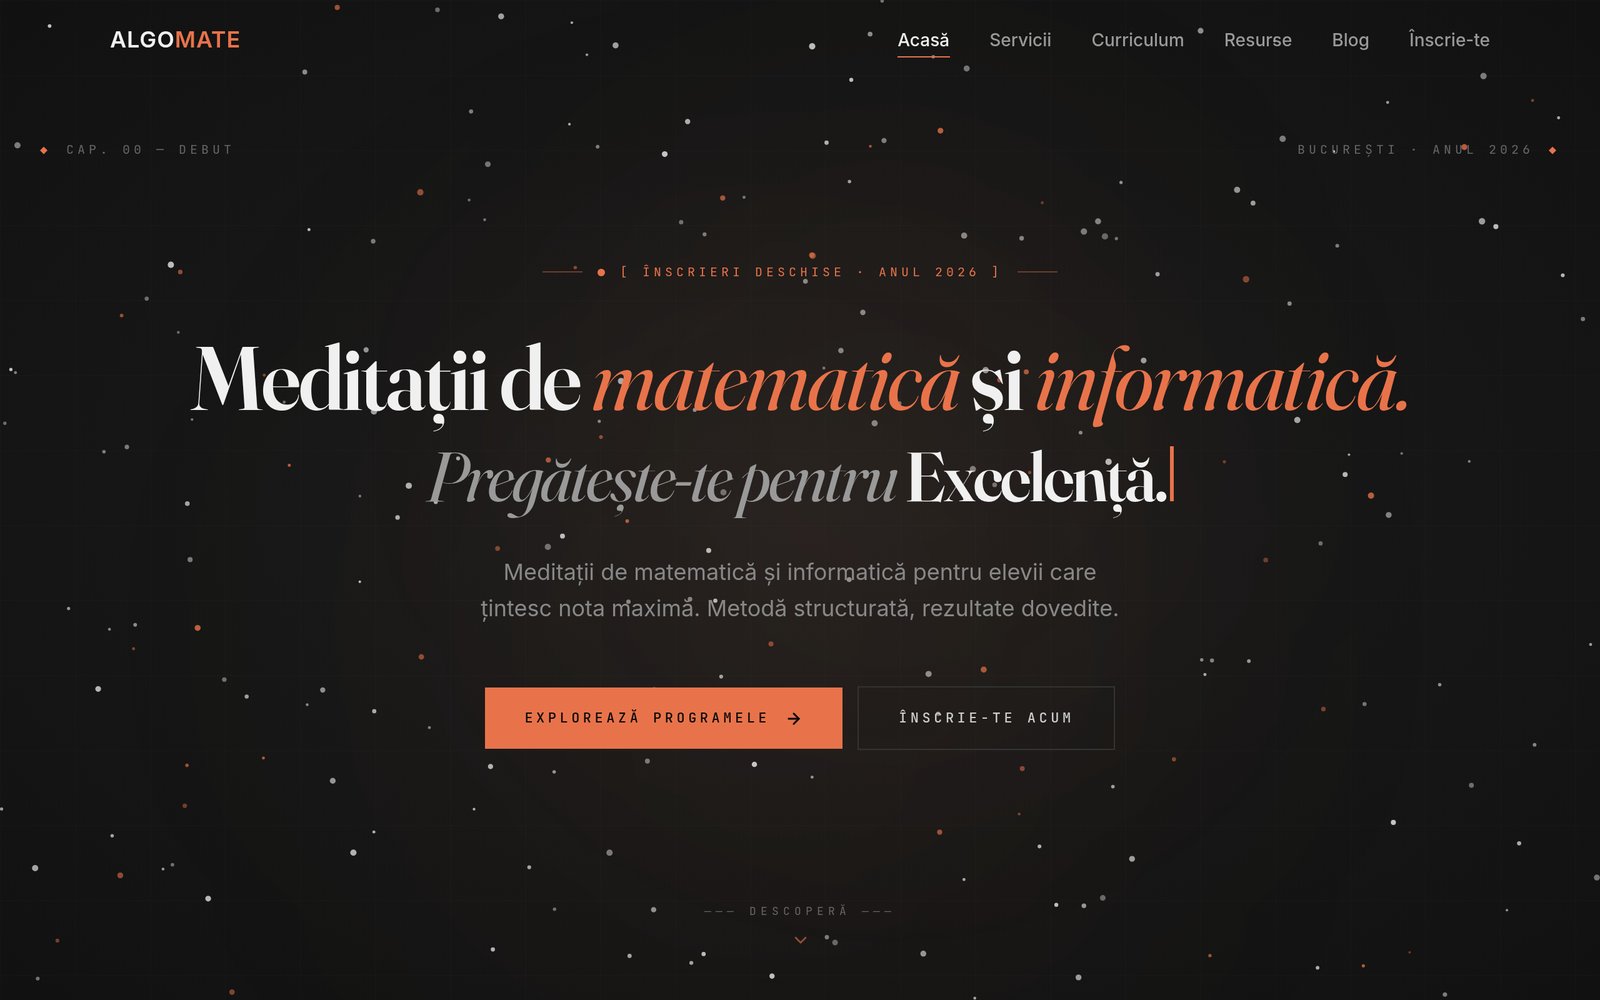 ALGOMATE
Acasă Servicii Curriculum Resurse Blog Înscrie-te
CAP. 00 — DEBUT
BUCUREȘTI · ANUL 2026
[ ÎNSCRIERI DESCHISE · ANUL 2026 ]
Meditații de matematică și informatică.
Pregătește-te pentru Excelență.
Meditații de matematică și informatică pentru elevii care
țintesc nota maximă. Metodă structurată, rezultate dovedite.
EXPLOREAZĂ PROGRAMELE →
ÎNSCRIE-TE ACUM
——— DESCOPERĂ ———